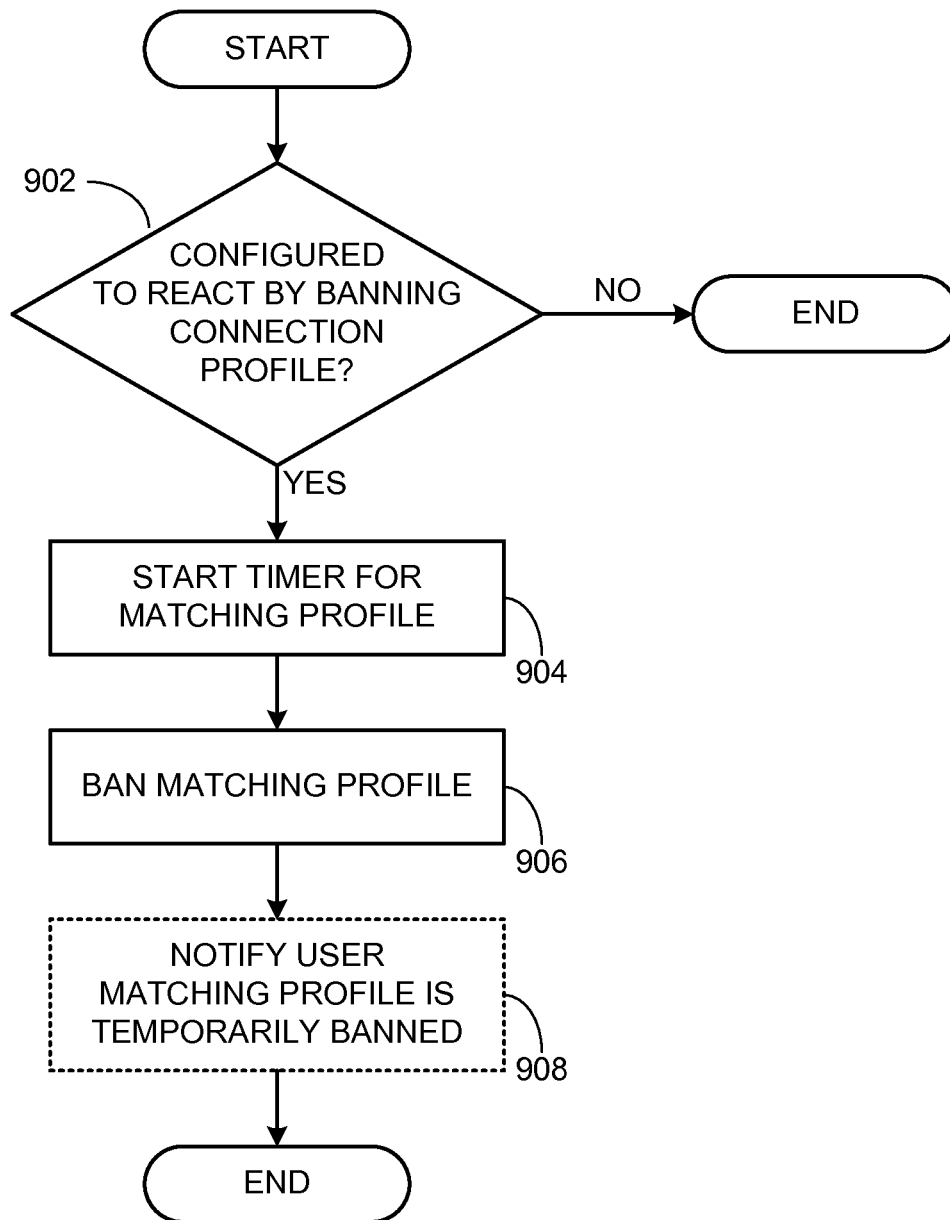 START
902
CONFIGURED
TO REACT BY BANNING
CONNECTION
PROFILE?
NO
END
YES
START TIMER FOR
MATCHING PROFILE
904
BAN MATCHING PROFILE
906
NOTIFY USER
MATCHING PROFILE IS
TEMPORARILY BANNED
908
END